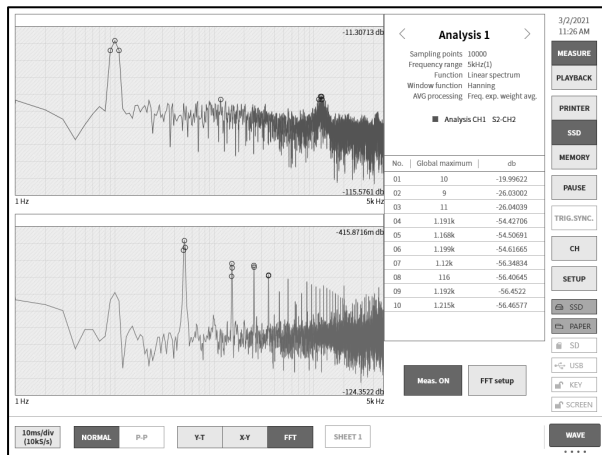 -11.30713 db
-115.5761 db
1 Hz 5k Hz
-415.8716m db
-124.3522 db
1 Hz 5k Hz
Analysis 1
Sampling points 10000
Frequency range 5kHz(1)
Function Linear spectrum
Window function Hanning
AVG processing Freq. exp. weight avg.
Analysis CH1 S2-CH2
No. Global maximum db
01 10 -19.99622
02 9 -26.03002
03 11 -26.04039
04 1.191k -54.42706
05 1.168k -54.50691
06 1.199k -54.61665
07 1.12k -56.34834
08 116 -56.40645
09 1.192k -56.4522
10 1.215k -56.46577
Meas. ON
FFT setup
3/2/2021
11:26 AM
MEASURE
PLAYBACK
PRINTER
SSD
MEMORY
PAUSE
TRIG.SYNC.
CH
SETUP
SSD
PAPER
SD
USB
KEY
SCREEN
10ms/div
(10kS/s)
NORMAL P-P Y-T X-Y FFT SHEET 1 WAVE